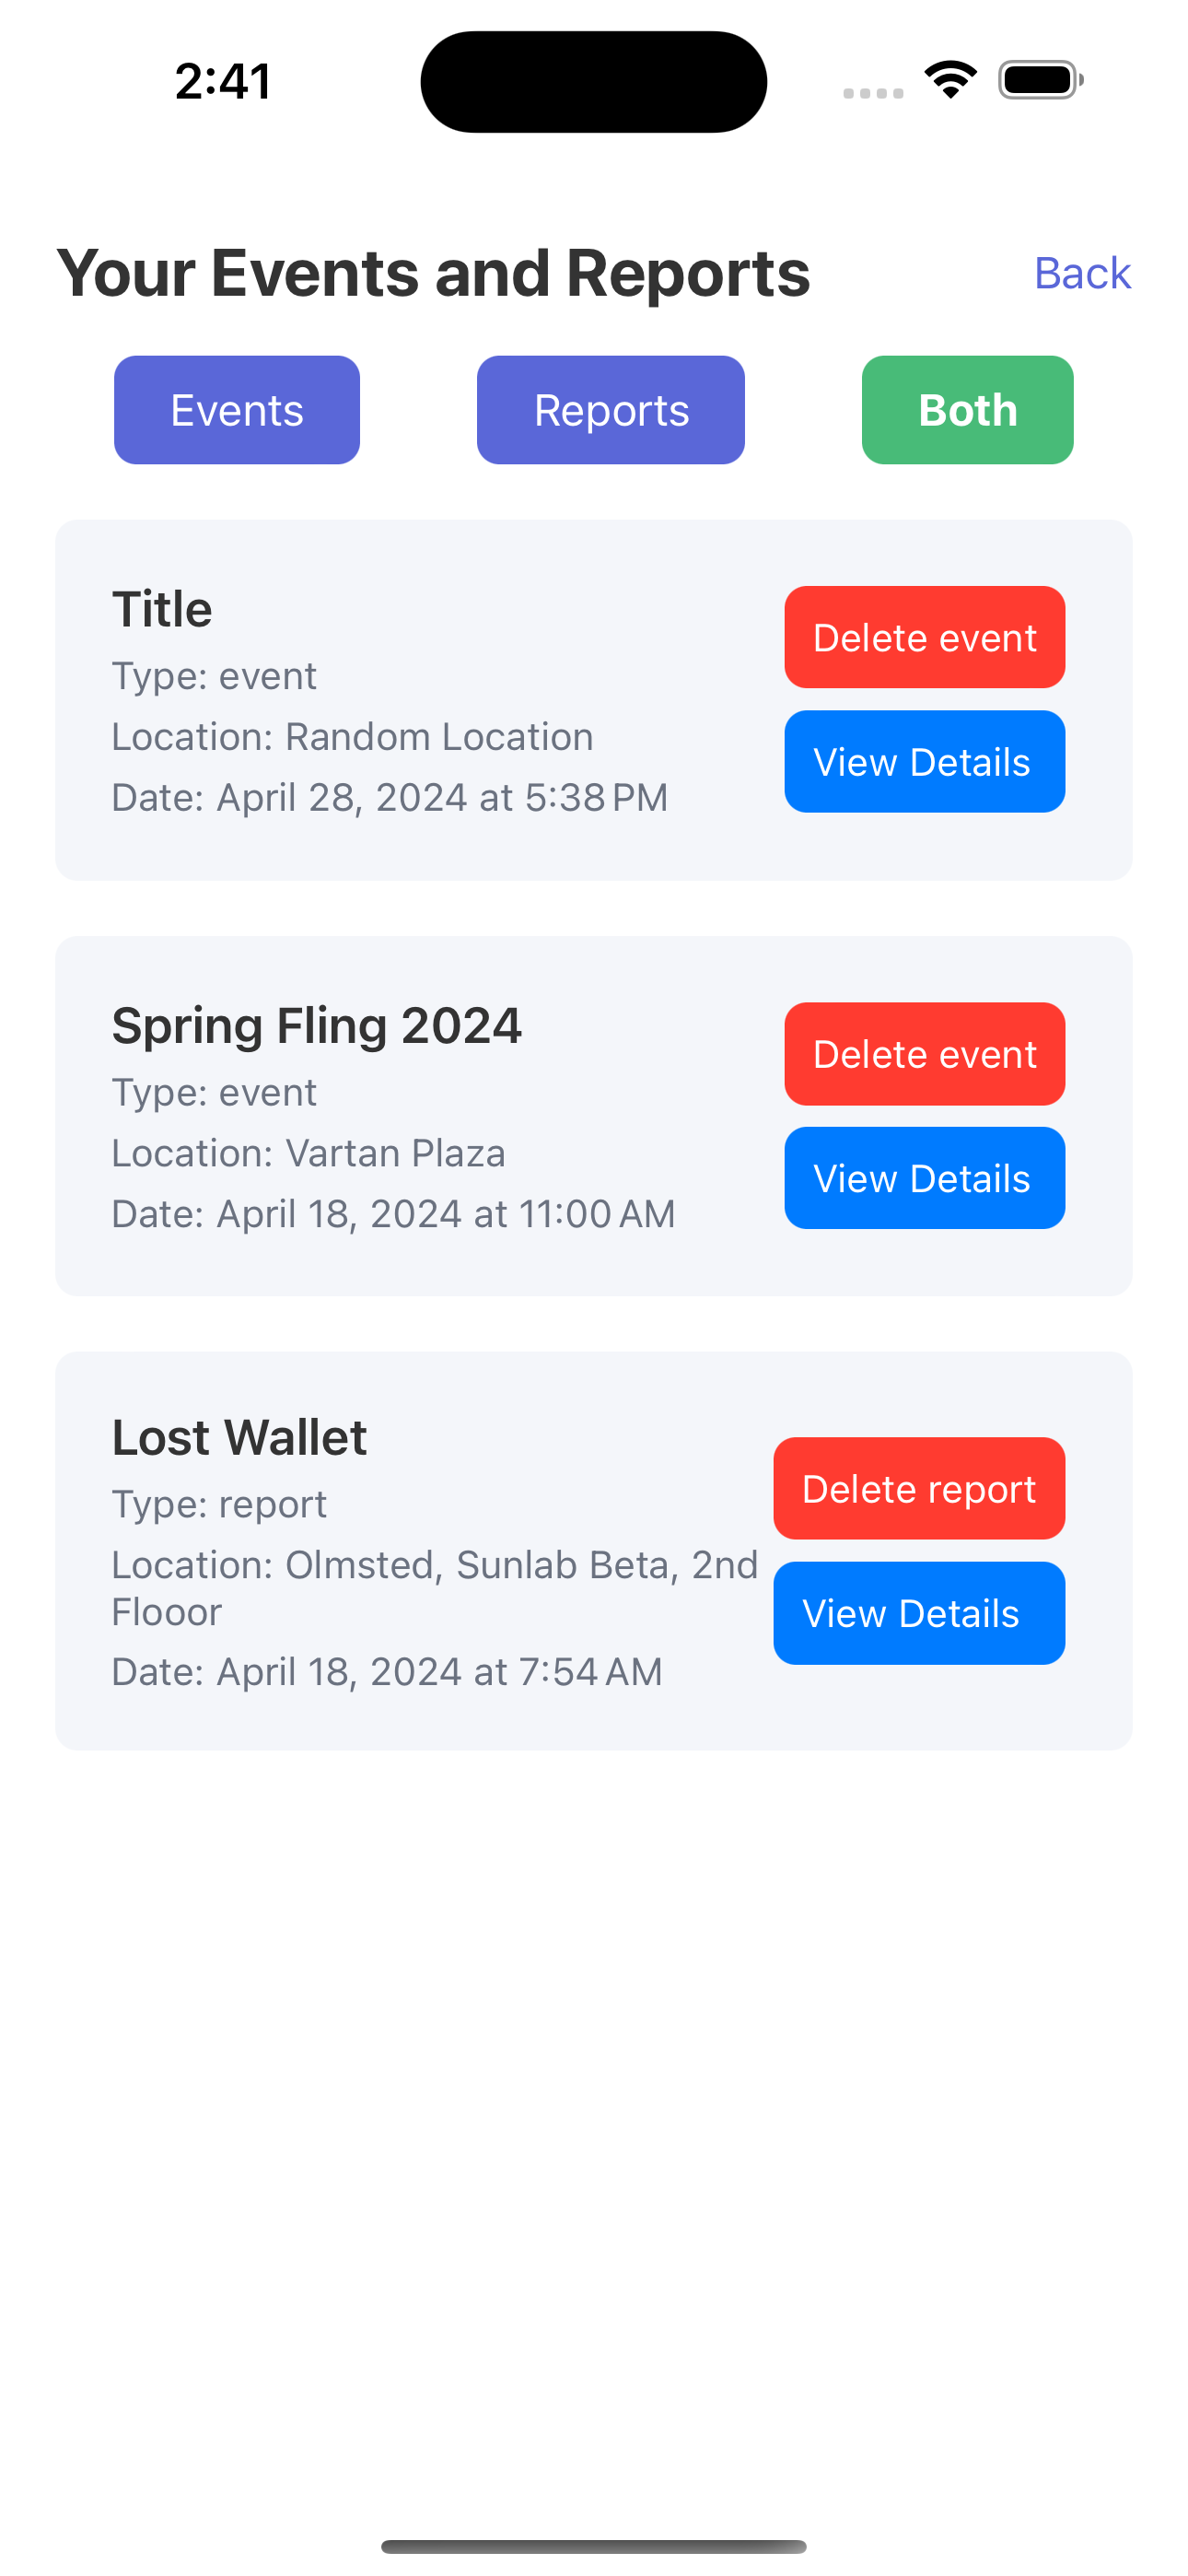 2:41
Your Events and Reports
Back
Events
Reports
Both
Title
Type: event
Location: Random Location
Date: April 28, 2024 at 5:38 PM
Delete event
View Details
Spring Fling 2024
Type: event
Location: Vartan Plaza
Date: April 18, 2024 at 11:00 AM
Delete event
View Details
Lost Wallet
Type: report
Location: Olmsted, Sunlab Beta, 2nd
Flooor
Date: April 18, 2024 at 7:54 AM
Delete report
View Details